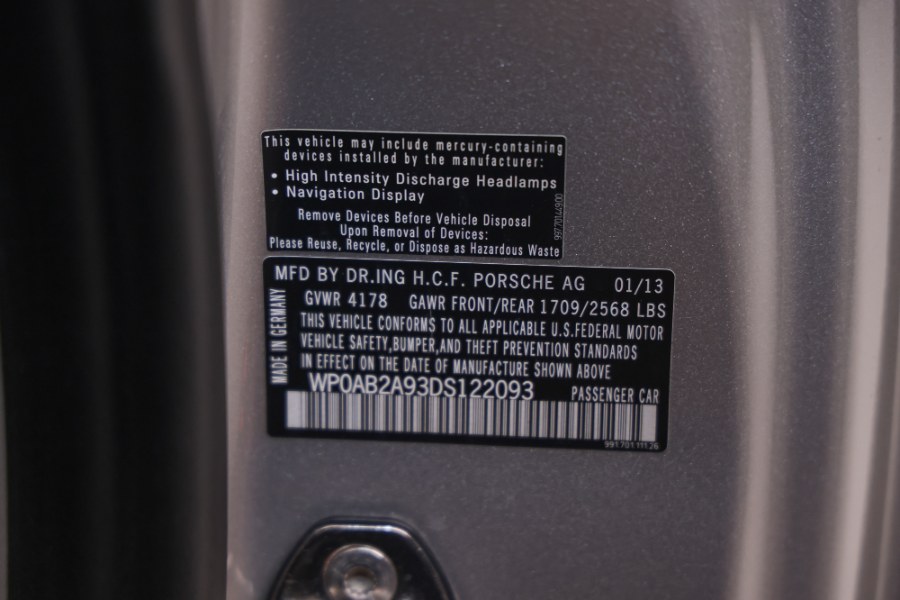 This vehicle may include mercury-containing
devices installed by the manufacturer:
• High Intensity Discharge Headlamps
• Navigation Display
Remove Devices Before Vehicle Disposal
Upon Removal of Devices:
Please Reuse, Recycle, or Dispose as Hazardous Waste
MFD BY DR.ING H.C.F. PORSCHE AG 01/13
GVWR 4178 GAWR FRONT/REAR 1709/2568 LBS
THIS VEHICLE CONFORMS TO ALL APPLICABLE U.S.FEDERAL MOTOR
VEHICLE SAFETY,BUMPER,AND THEFT PREVENTION STANDARDS
IN EFFECT ON THE DATE OF MANUFACTURE SHOWN ABOVE
MADE IN GERMANY
WP0AB2A93DS122093 PASSENGER CAR
991.701.111.26